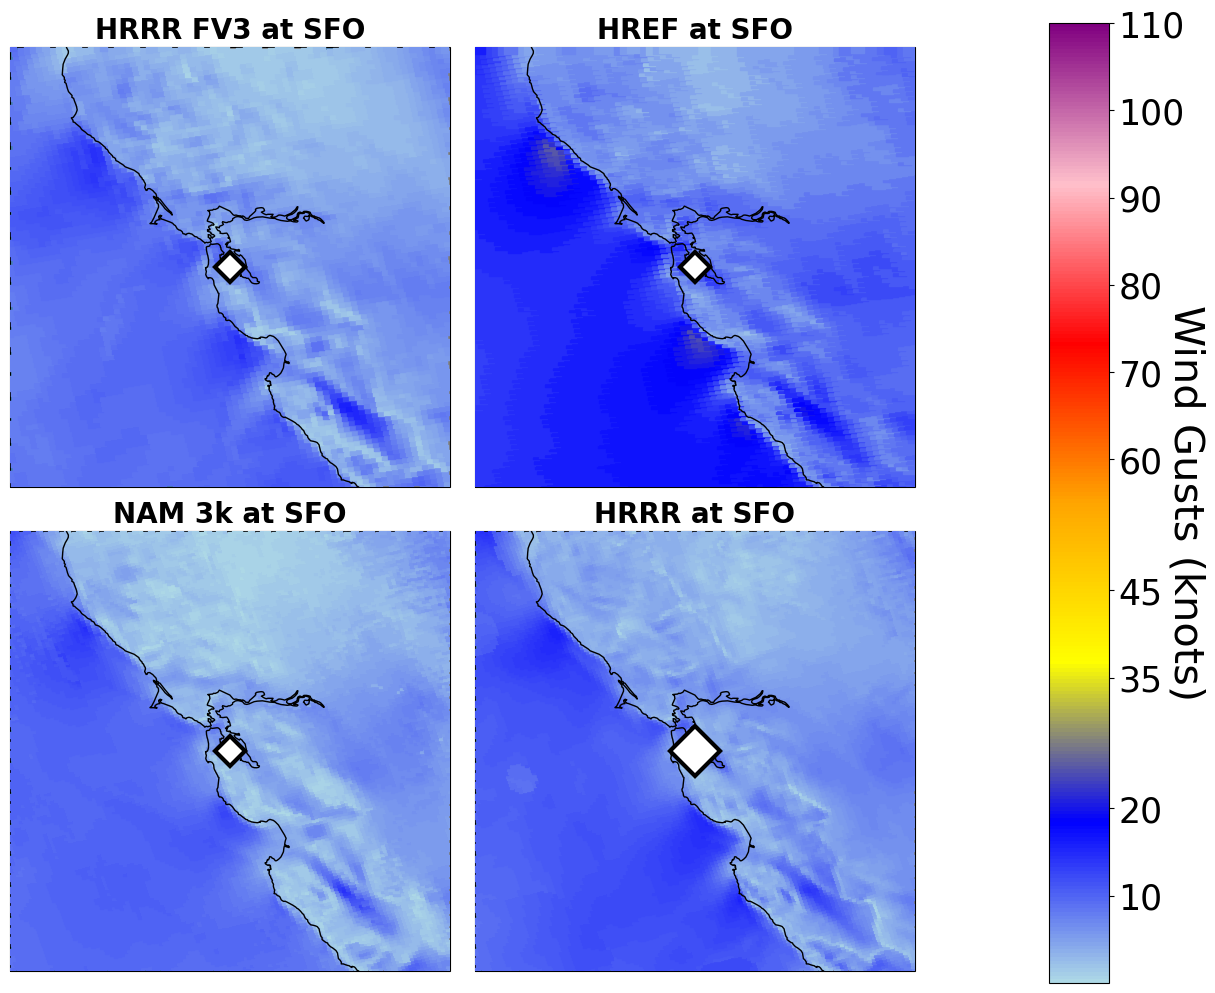 HRRR FV3 at SFO
HREF at SFO
NAM 3k at SFO
HRRR at SFO
110
100
90
80
70
60
45
35
20
10
Wind Gusts (knots)